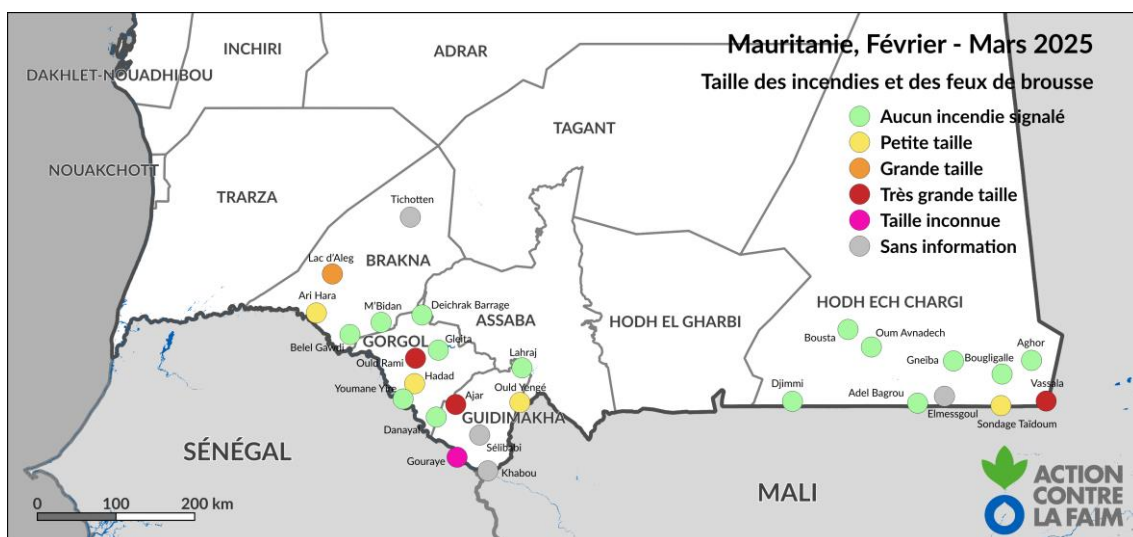 Mauritanie, Février - Mars 2025
Taille des incendies et des feux de brousse
Aucun incendie signalé
Petite taille
Grande taille
Très grande taille
Taille inconnue
Sans information
INCHIRI
ADRAR
DAKHLET-NOUADHIBOU
TAGANT
NOUAKCHOTT
TRARZA
Tichotten
Lac d'Aleg
BRAKNA
Ari Hara
M'Bidan
Deichrak Barrage
ASSABA
HODH EL GHARBI
HODH ECH CHARGI
Belel Gawdi
GORGOL
Gleita
Bousta
Oum Avnadech
Ould Rami
Lahraj
Gneïba
Bougligalle
Aghor
Hadad
Youmane Yire
Ould Yengé
Djimmi
Adel Bagrou
Vassala
Ajar
Elmessgoul
GUIDIMAKHA
Sondage Taïdoum
Danayal
Sélibabi
SÉNÉGAL
Gouraye
Khabou
MALI
0 100 200 km
ACTION
CONTRE
LA FAIM